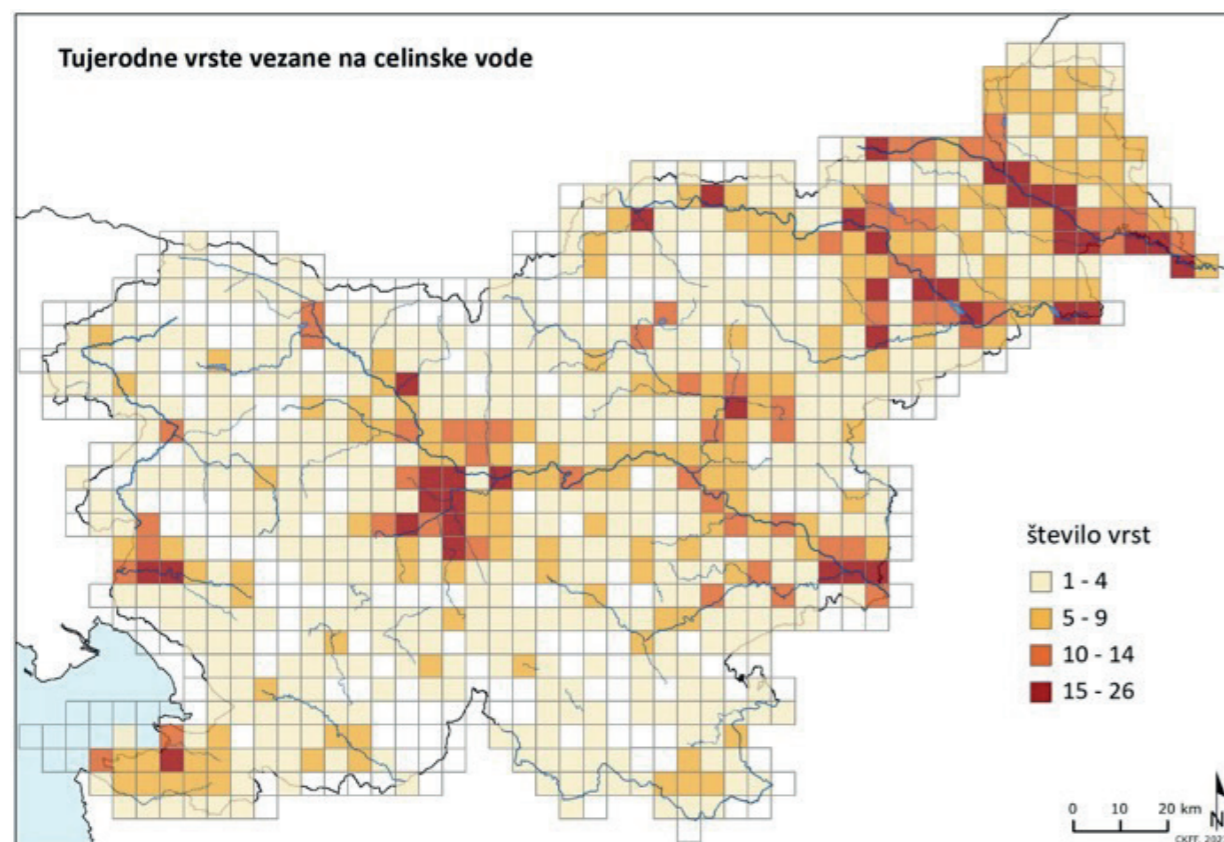 Tujerodne vrste vezane na celinske vode
število vrst
1 - 4
5 - 9
10 - 14
15 - 26
0 10 20 km
N